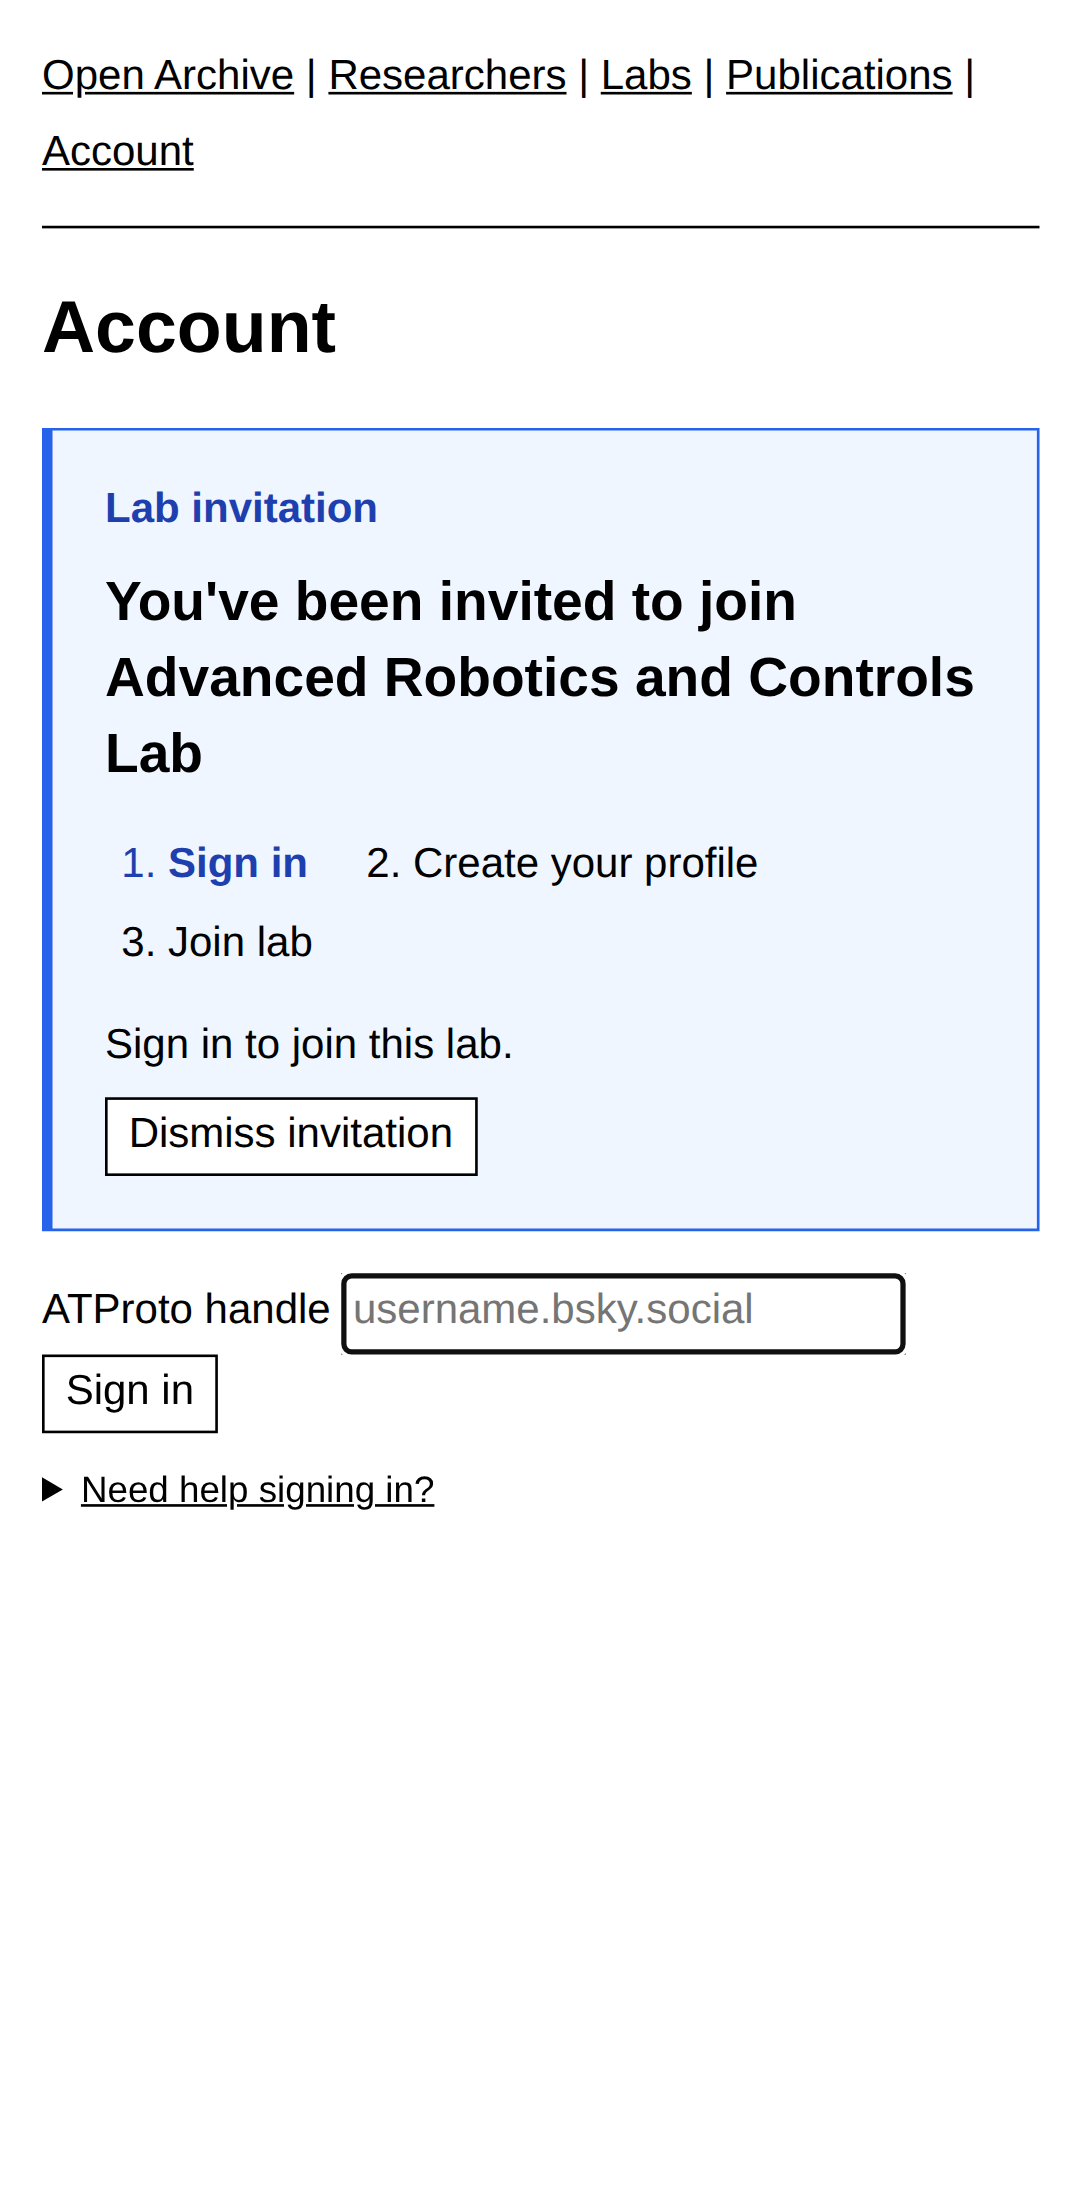 Open Archive | Researchers | Labs | Publications |
Account
Account
Lab invitation
You've been invited to join
Advanced Robotics and Controls
Lab
1. Sign in 2. Create your profile
3. Join lab
Sign in to join this lab.
Dismiss invitation
ATProto handle username.bsky.social
Sign in
Need help signing in?